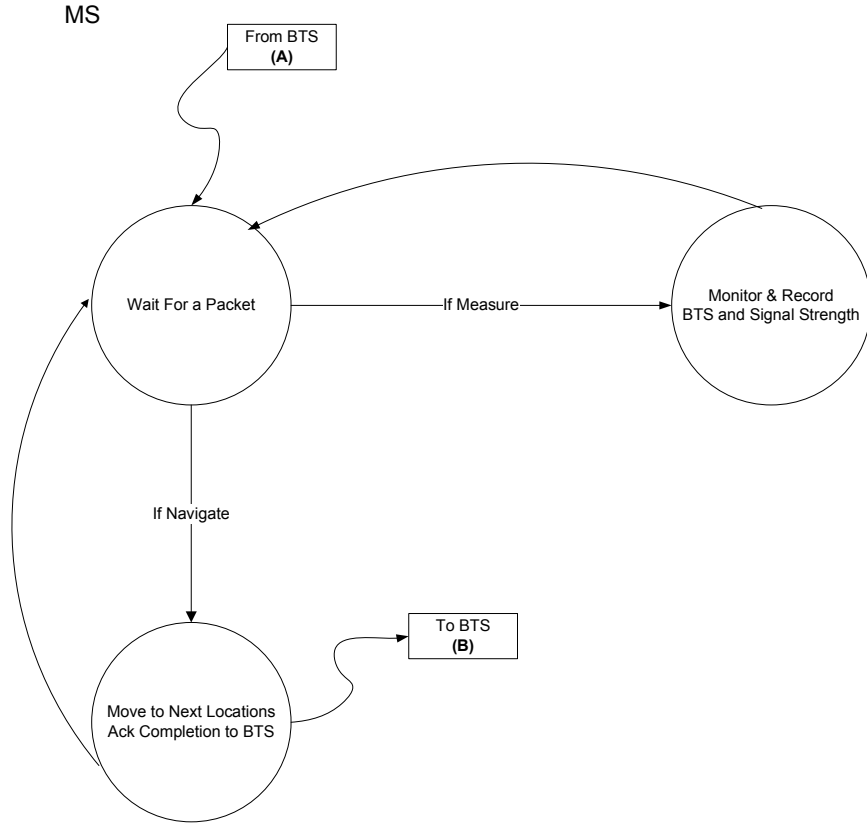 MS
From BTS
(A)
Wait For a Packet
If Measure
Monitor & Record
BTS and Signal Strength
If Navigate
To BTS
(B)
Move to Next Locations
Ack Completion to BTS